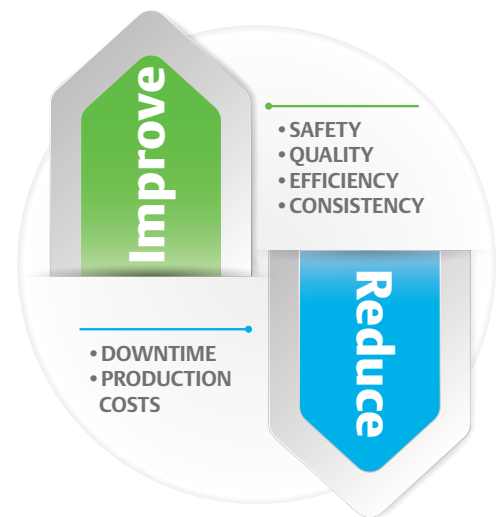 Improve
• SAFETY
• QUALITY
• EFFICIENCY
• CONSISTENCY
Reduce
• DOWNTIME
• PRODUCTION
COSTS